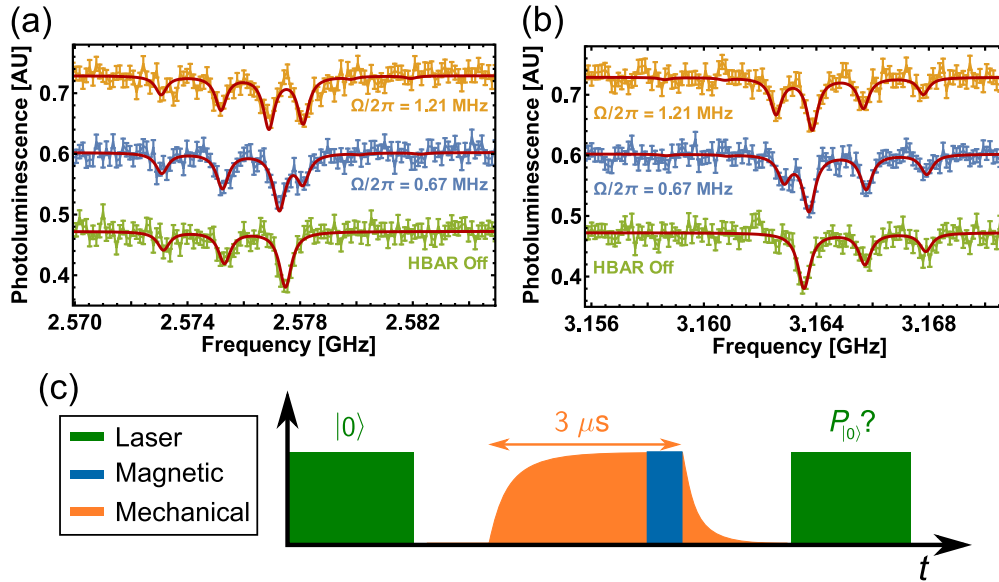 (a)
Photoluminescence [AU]
0.7
0.6
0.5
0.4
Ω/2π = 1.21 MHz
Ω/2π = 0.67 MHz
HBAR Off
2.570
2.574
2.578
2.582
Frequency [GHz]
(b)
Photoluminescence [AU]
0.7
0.6
0.5
0.4
Ω/2π = 1.21 MHz
Ω/2π = 0.67 MHz
HBAR Off
3.156
3.160
3.164
3.168
Frequency [GHz]
(c)
Laser
Magnetic
Mechanical
|0⟩
3 μs
P|0⟩?
t